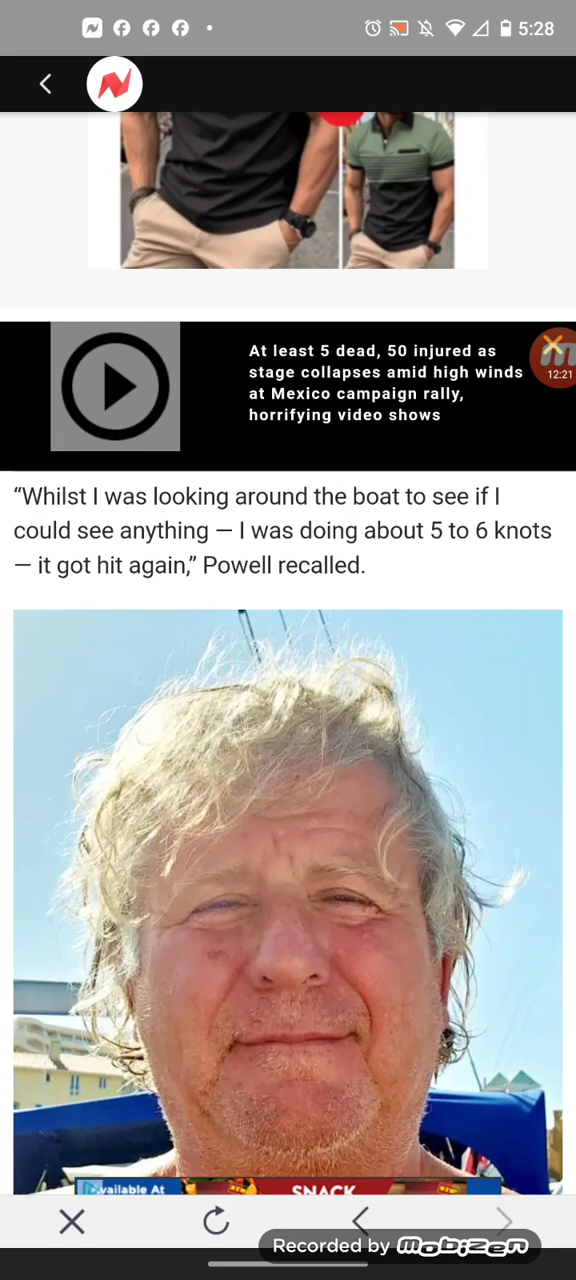 5:28
At least 5 dead, 50 injured as
stage collapses amid high winds
at Mexico campaign rally,
horrifying video shows
12:21
“Whilst I was looking around the boat to see if I
could see anything — I was doing about 5 to 6 knots
— it got hit again,” Powell recalled.
vailable At
SNACK
Recorded by mobizen